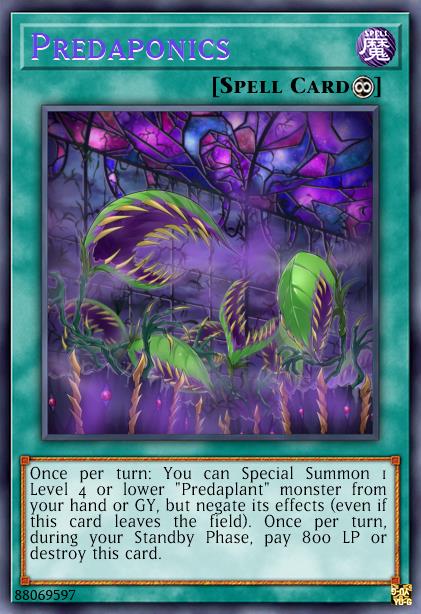 Predaponics
SPELL
魔
[Spell Card]
Once per turn: You can Special Summon 1
Level 4 or lower "Predaplant" monster from
your hand or GY, but negate its effects (even if
this card leaves the field). Once per turn,
during your Standby Phase, pay 800 LP or
destroy this card.
88069597